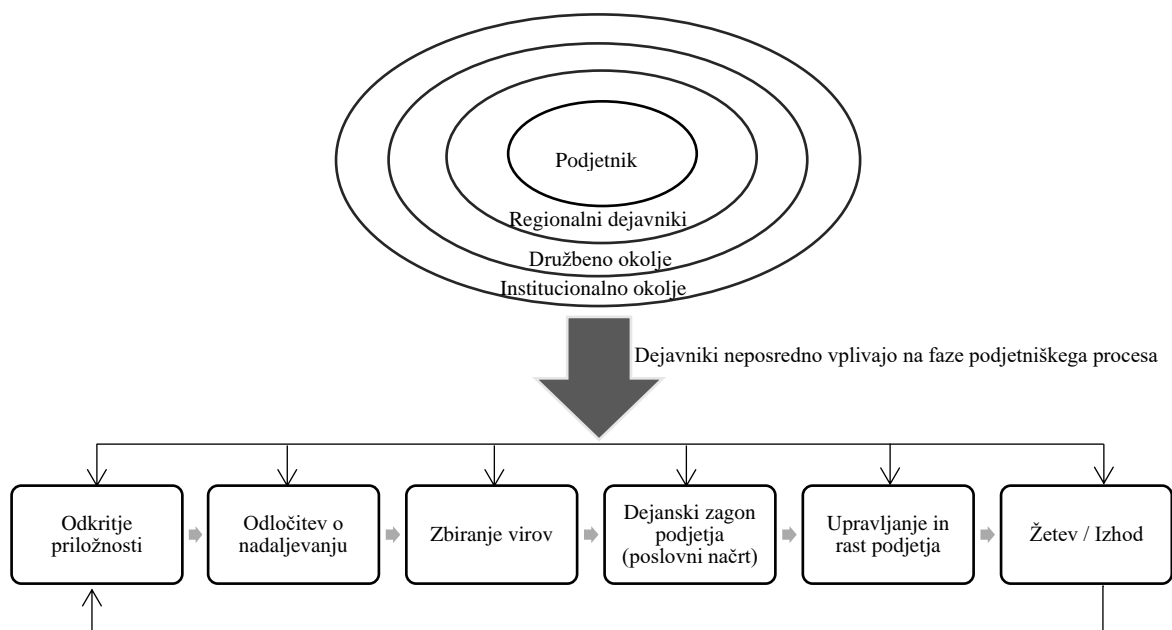 Podjetnik
Regionalni dejavniki
Družbeno okolje
Institucionalno okolje
Dejavniki neposredno vplivajo na faze podjetniškega procesa
Odkritje
priložnosti
Odločitev o
nadaljevanju
Zbiranje virov
Dejanski zagon
podjetja
(poslovni načrt)
Upravljanje in
rast podjetja
Žetev / Izhod